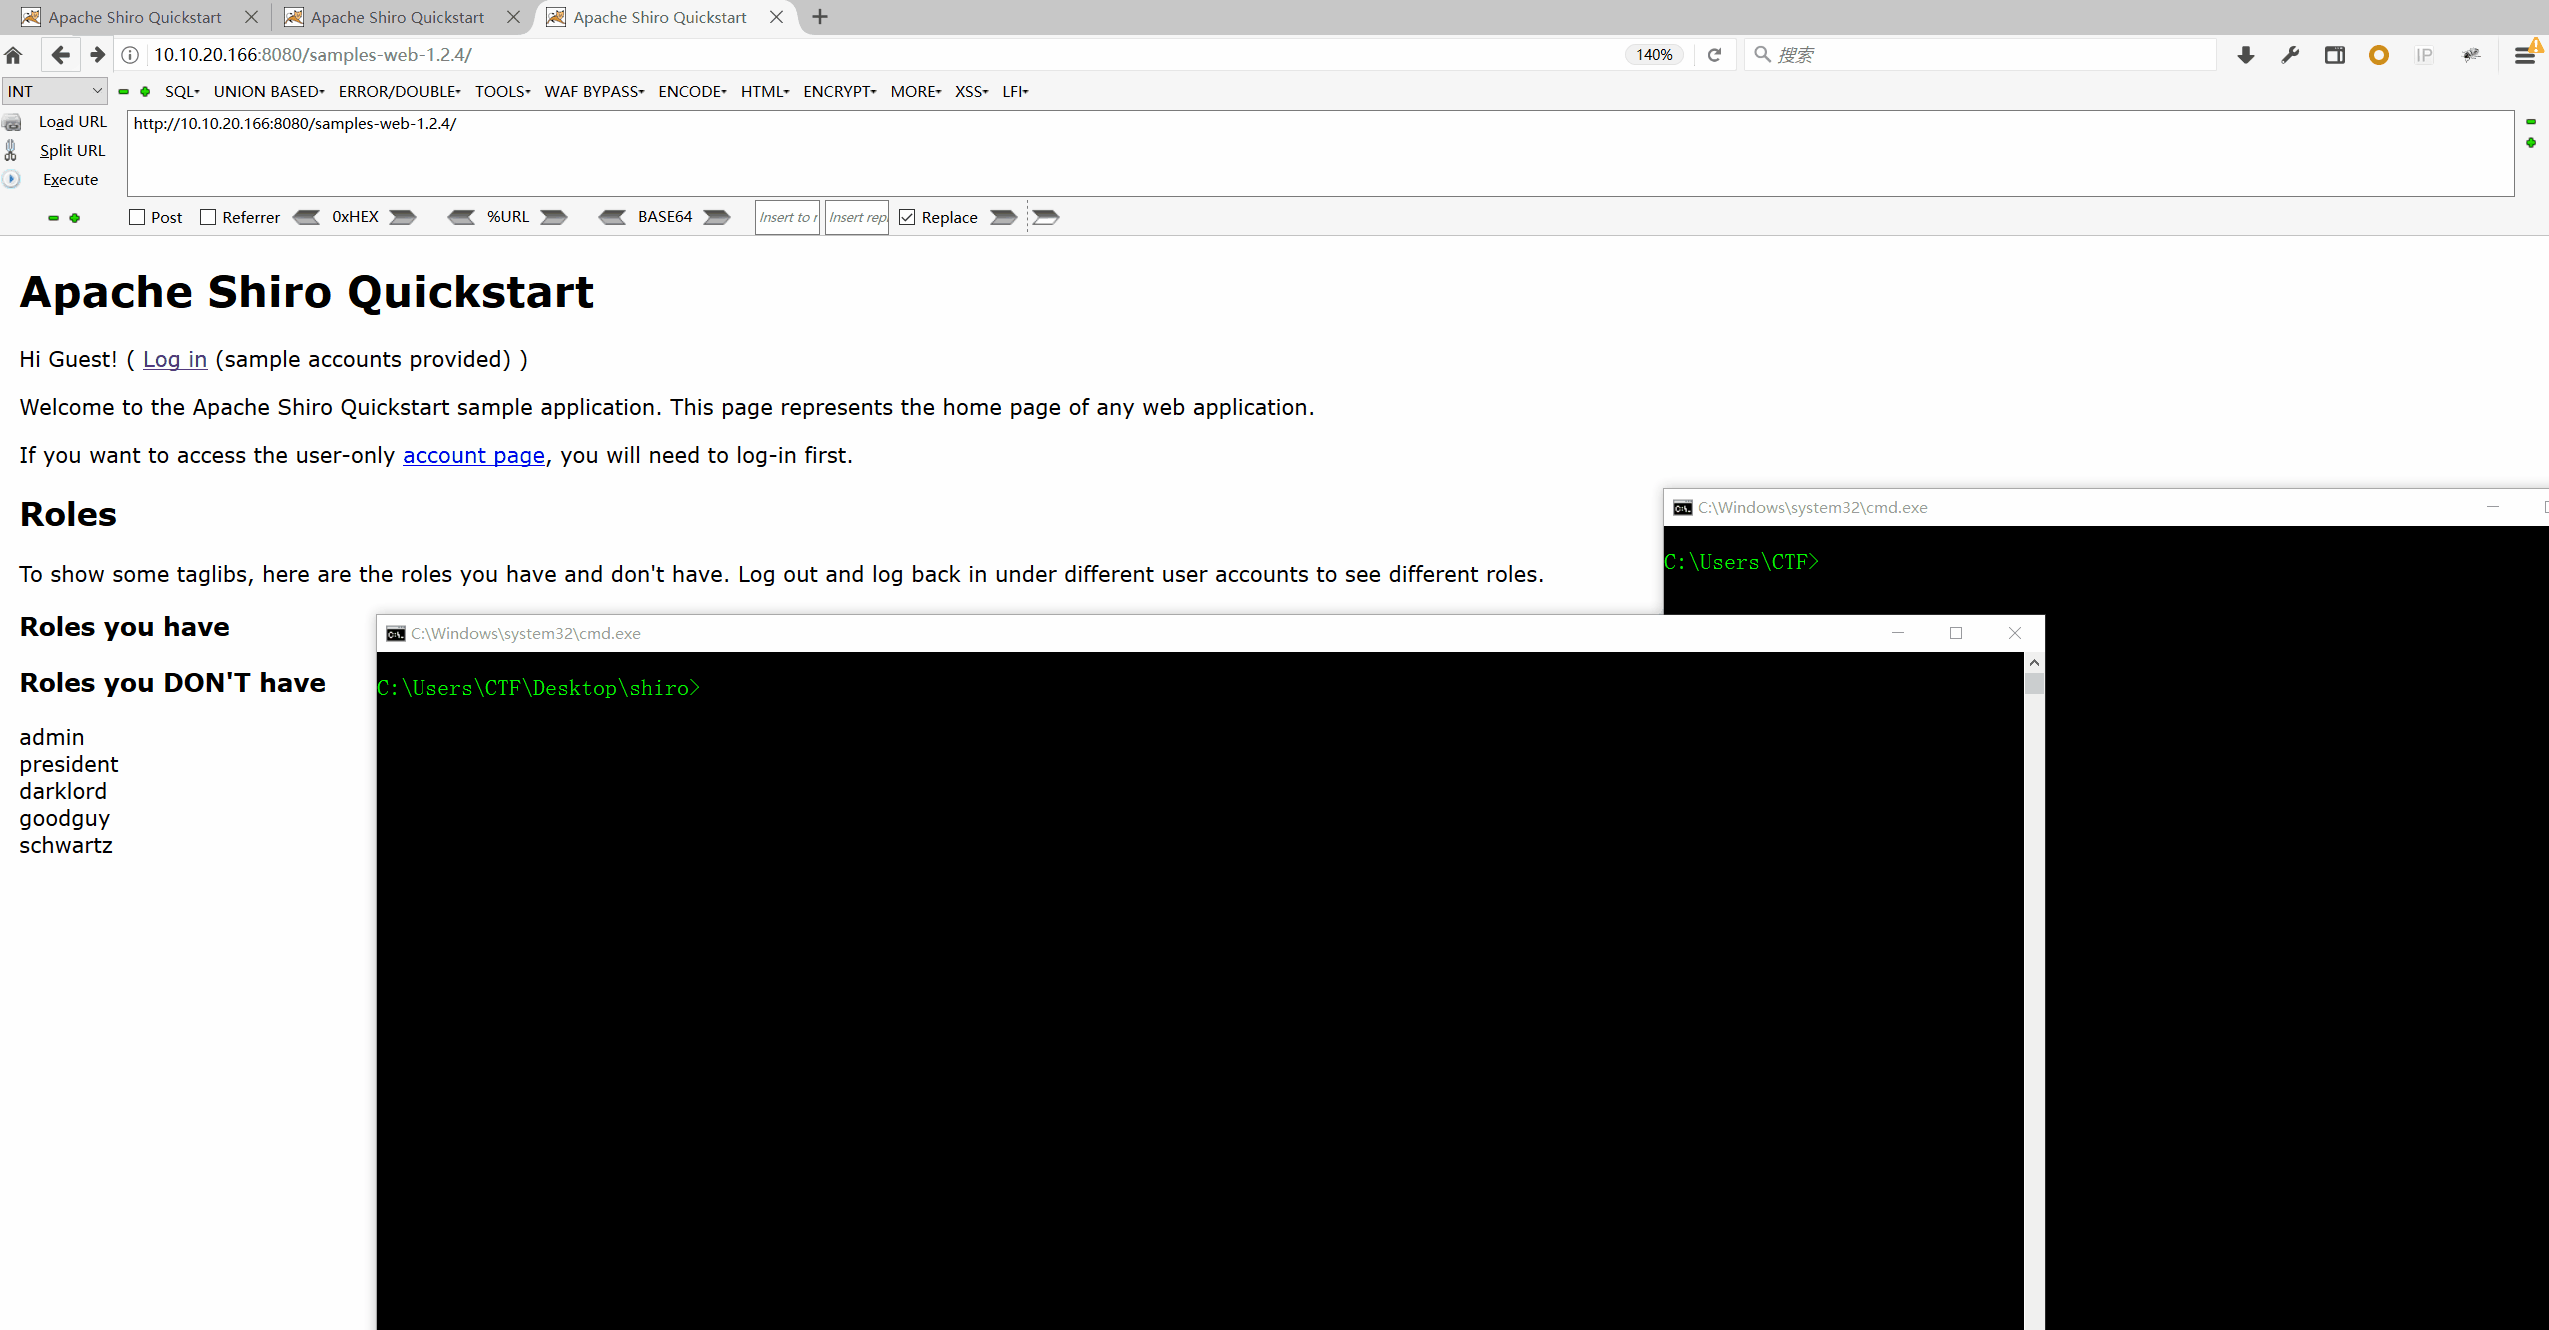 Apache Shiro Quickstart
Apache Shiro Quickstart
Apache Shiro Quickstart
10.10.20.166:8080/samples-web-1.2.4/
140%
搜索
IP
INT
SQL
UNION BASED
ERROR/DOUBLE
TOOLS
WAF BYPASS
ENCODE
HTML
ENCRYPT
MORE
XSS
LFI
Load URL
http://10.10.20.166:8080/samples-web-1.2.4/
Split URL
Execute
Post
Referrer
0xHEX
%URL
BASE64
Insert to r
Insert repl
Replace
Apache Shiro Quickstart
Hi Guest! ( Log in (sample accounts provided) )
Welcome to the Apache Shiro Quickstart sample application. This page represents the home page of any web application.
If you want to access the user-only account page, you will need to log-in first.
Roles
To show some taglibs, here are the roles you have and don't have. Log out and log back in under different user accounts to see different roles.
Roles you have
Roles you DON'T have
admin
president
darklord
goodguy
schwartz
C:\Windows\system32\cmd.exe
C:\Users\CTF>
C:\Windows\system32\cmd.exe
C:\Users\CTF\Desktop\shiro>